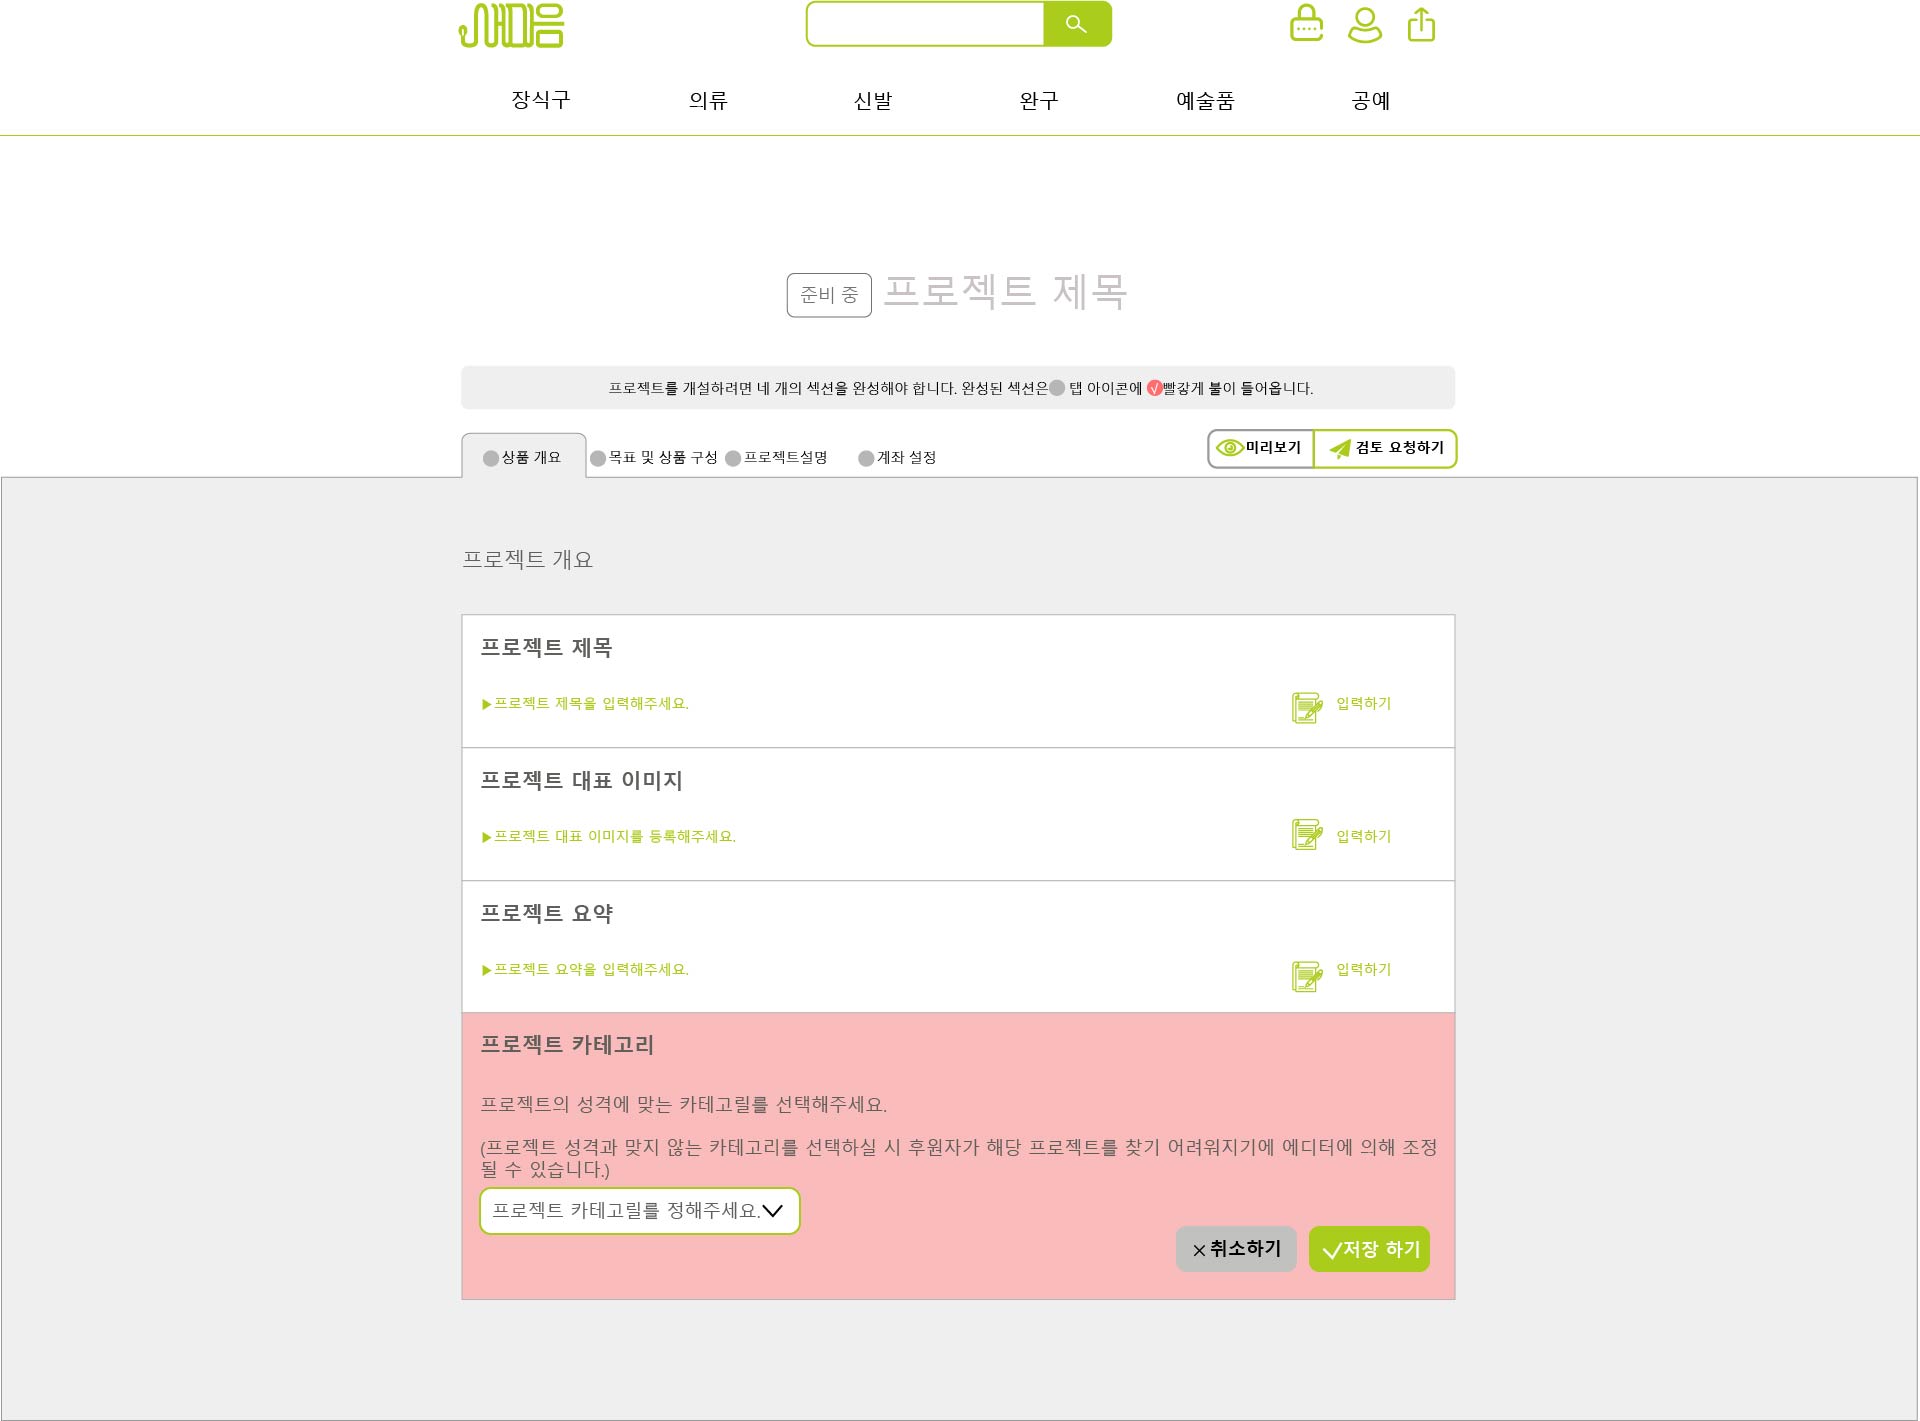 새마음
장식구 의류 신발 완구 예술품 공예
준비 중 프로젝트 제목
프로젝트를 개설하려면 네 개의 섹션을 완성해야 합니다. 완성된 섹션은 탭 아이콘에 √ 빨갛게 불이 들어옵니다.
상품 개요 목표 및 상품 구성 프로젝트설명 계좌 설정 미리보기 검토 요청하기
프로젝트 개요
프로젝트 제목
▶프로젝트 제목을 입력해주세요. 입력하기
프로젝트 대표 이미지
▶프로젝트 대표 이미지를 등록해주세요. 입력하기
프로젝트 요약
▶프로젝트 요약을 입력해주세요. 입력하기
프로젝트 카테고리
프로젝트의 성격에 맞는 카테고릴를 선택해주세요.
(프로젝트 성격과 맞지 않는 카테고리를 선택하실 시 후원자가 해당 프로젝트를 찾기 어려워지기에 에디터에 의해 조정
될 수 있습니다.)
프로젝트 카테고릴를 정해주세요.
× 취소하기 저장 하기